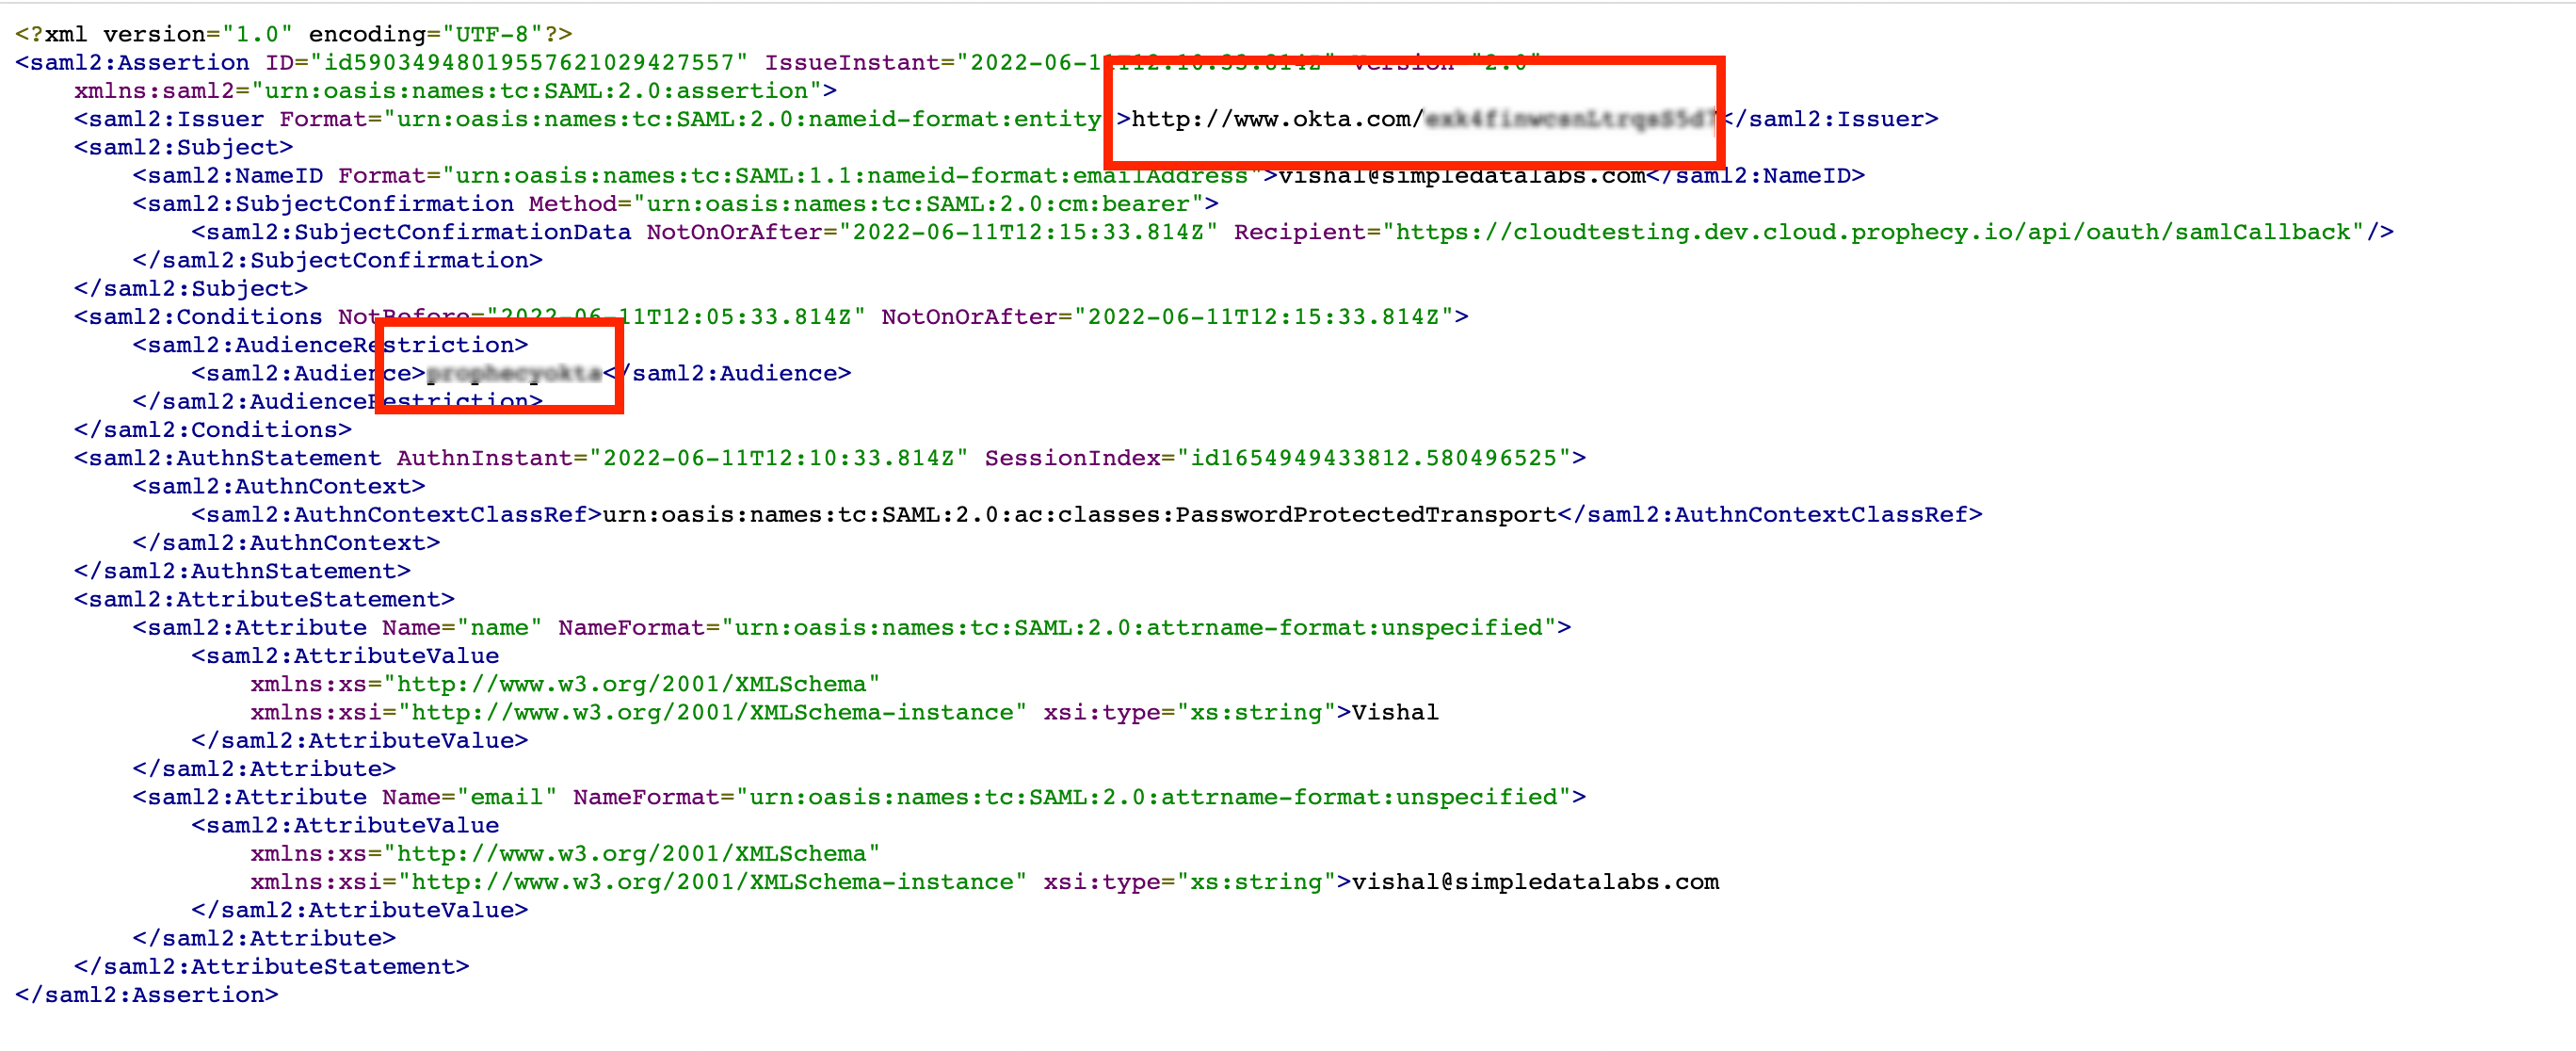 <?xml version="1.0" encoding="UTF-8"?>
<saml2:Assertion ID="id59034948019557621029427557" IssueInstant="2022-06-11T12:10:33.814Z" Version="2.0"
xmlns:saml2="urn:oasis:names:tc:SAML:2.0:assertion">
<saml2:Issuer Format="urn:oasis:names:tc:SAML:2.0:nameid-format:entity">http://www.okta.com/</saml2:Issuer>
<saml2:Subject>
<saml2:NameID Format="urn:oasis:names:tc:SAML:1.1:nameid-format:emailAddress">vishal@simpledatalabs.com</saml2:NameID>
<saml2:SubjectConfirmation Method="urn:oasis:names:tc:SAML:2.0:cm:bearer">
<saml2:SubjectConfirmationData NotOnOrAfter="2022-06-11T12:15:33.814Z" Recipient="https://cloudtesting.dev.cloud.prophecy.io/api/oauth/samlCallback"/>
</saml2:SubjectConfirmation>
</saml2:Subject>
<saml2:Conditions NotBefore="2022-06-11T12:05:33.814Z" NotOnOrAfter="2022-06-11T12:15:33.814Z">
<saml2:AudienceRestriction>
<saml2:Audience></saml2:Audience>
</saml2:AudienceRestriction>
</saml2:Conditions>
<saml2:AuthnStatement AuthnInstant="2022-06-11T12:10:33.814Z" SessionIndex="id1654949433812.580496525">
<saml2:AuthnContext>
<saml2:AuthnContextClassRef>urn:oasis:names:tc:SAML:2.0:ac:classes:PasswordProtectedTransport</saml2:AuthnContextClassRef>
</saml2:AuthnContext>
</saml2:AuthnStatement>
<saml2:AttributeStatement>
<saml2:Attribute Name="name" NameFormat="urn:oasis:names:tc:SAML:2.0:attrname-format:unspecified">
<saml2:AttributeValue
xmlns:xs="http://www.w3.org/2001/XMLSchema"
xmlns:xsi="http://www.w3.org/2001/XMLSchema-instance" xsi:type="xs:string">Vishal
</saml2:AttributeValue>
</saml2:Attribute>
<saml2:Attribute Name="email" NameFormat="urn:oasis:names:tc:SAML:2.0:attrname-format:unspecified">
<saml2:AttributeValue
xmlns:xs="http://www.w3.org/2001/XMLSchema"
xmlns:xsi="http://www.w3.org/2001/XMLSchema-instance" xsi:type="xs:string">vishal@simpledatalabs.com
</saml2:AttributeValue>
</saml2:Attribute>
</saml2:AttributeStatement>
</saml2:Assertion>